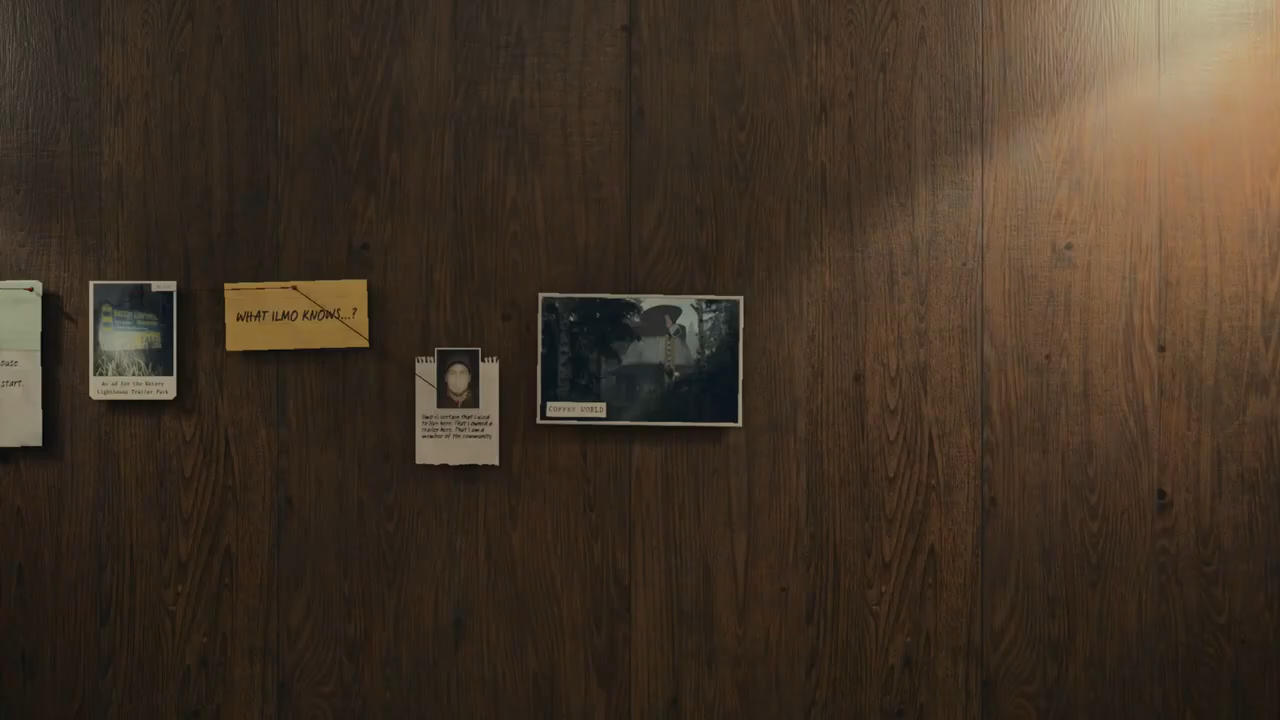 ouse
start.
An ad for the Watery
Lighthouse Trailer Park
WHAT ILMO KNOWS...?
Ilmo is certain that I used
to live here. That I owned a
trailer here. That I am a
member of the community
COFFEE WORLD